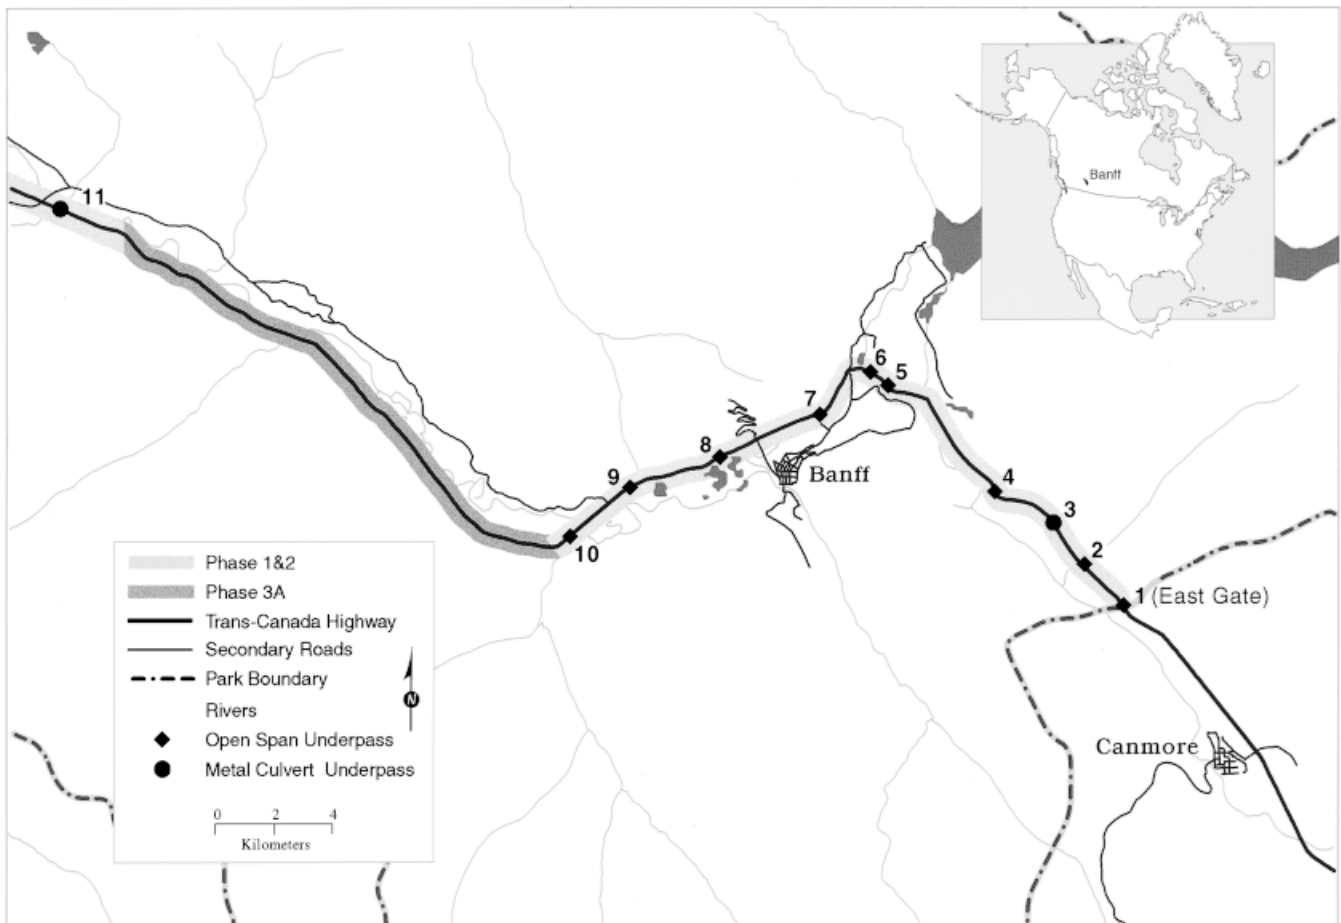 Banff
11
6
5
7
8
Banff
9
4
3
10
2
1 (East Gate)
Phase 1&2
Phase 3A
Trans-Canada Highway
Secondary Roads
Park Boundary
N
Rivers
Open Span Underpass
Metal Culvert Underpass
Canmore
0 2 4
Kilometers